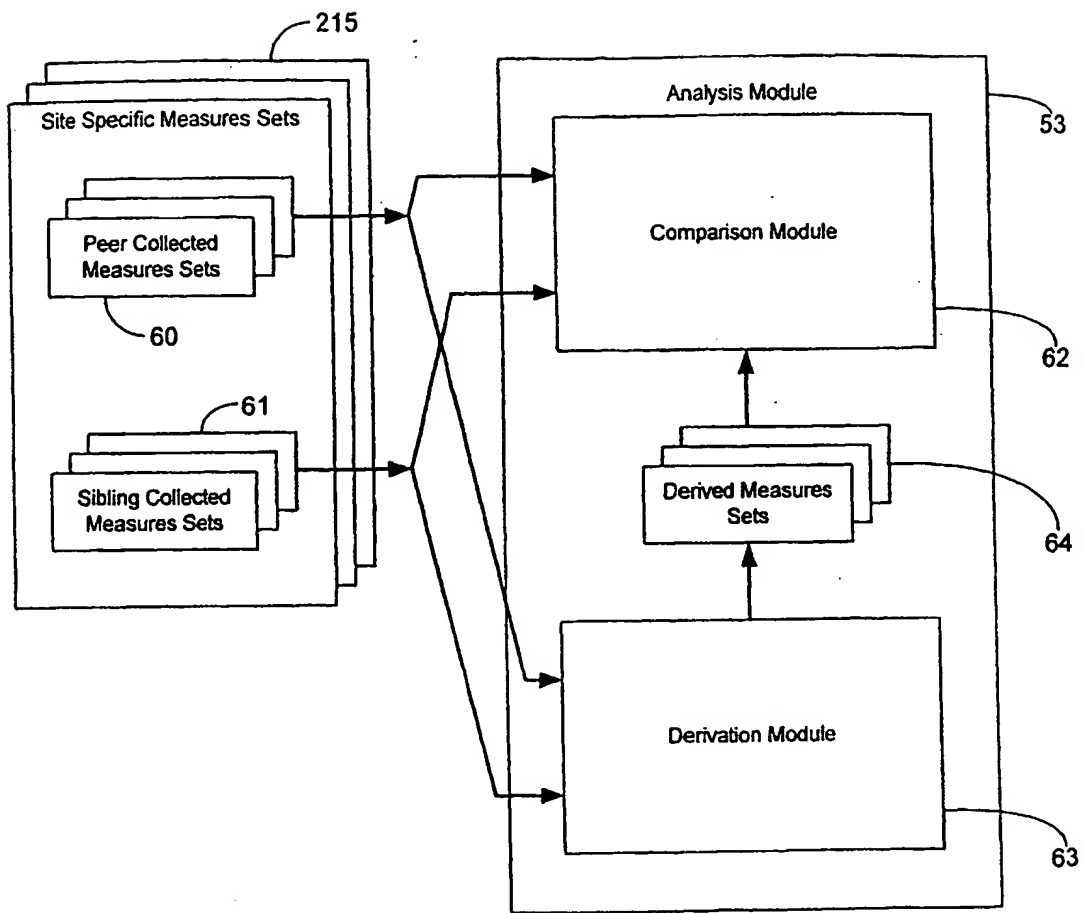 215
Site Specific Measures Sets
Peer Collected
Measures Sets
60
61
Sibling Collected
Measures Sets
Analysis Module
53
Comparison Module
62
Derived Measures
Sets
64
Derivation Module
63